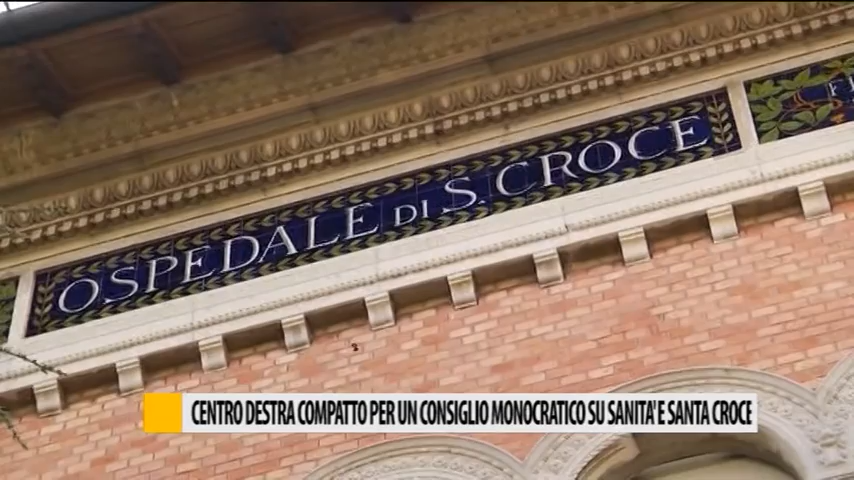 OSPEDALE DI S. CROCE
CENTRO DESTRA COMPATTO PER UN CONSIGLIO MONOCRATICO SU SANITA' E SANTA CROCE